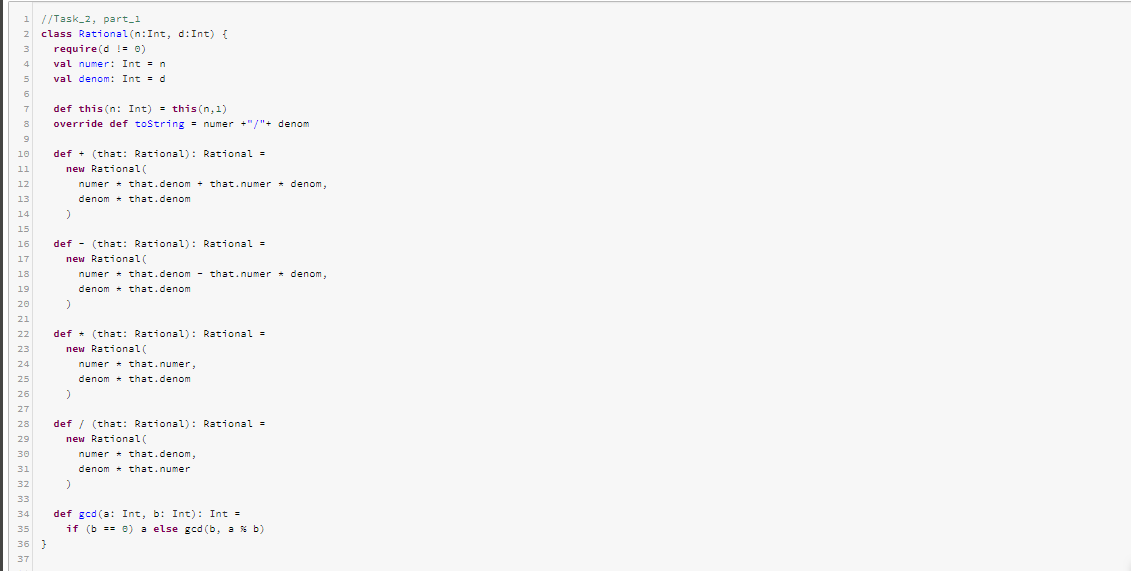 1 //Task_2, part_1
2 class Rational(n:Int, d:Int) {
3 require(d != 0)
4 val numer: Int = n
5 val denom: Int = d
6
7 def this(n: Int) = this(n,1)
8 override def toString = numer +"/"+ denom
9
10 def + (that: Rational): Rational =
11 new Rational(
12 numer * that.denom + that.numer * denom,
13 denom * that.denom
14 )
15
16 def - (that: Rational): Rational =
17 new Rational(
18 numer * that.denom - that.numer * denom,
19 denom * that.denom
20 )
21
22 def * (that: Rational): Rational =
23 new Rational(
24 numer * that.numer,
25 denom * that.denom
26 )
27
28 def / (that: Rational): Rational =
29 new Rational(
30 numer * that.denom,
31 denom * that.numer
32 )
33
34 def gcd(a: Int, b: Int): Int =
35 if (b == 0) a else gcd(b, a % b)
36 }
37